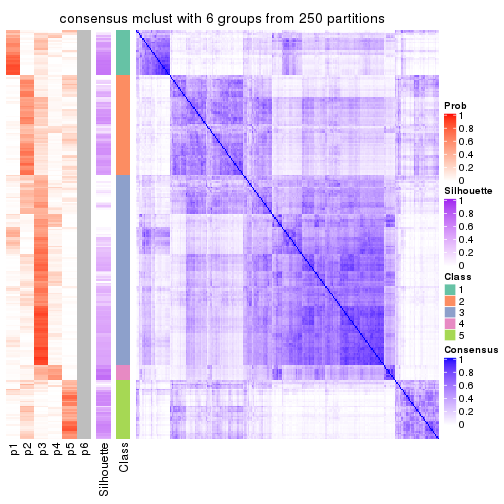 consensus mclust with 6 groups from 250 partitions
Prob
1
0.8
0.6
0.4
0.2
0
Silhouette
1
0.8
0.6
0.4
0.2
0
Class
1
2
3
4
5
Consensus
1
0.8
0.6
0.4
0.2
0
p1
p2
p3
p4
p5
p6
Silhouette
Class